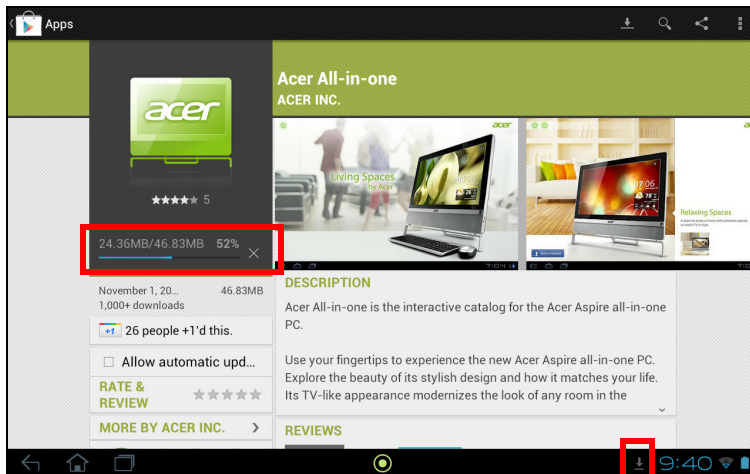 Apps
Acer All-in-one
ACER INC.
acer
5
24.36MB/46.83MB 52%
November 1, 20... 46.83MB
1,000+ downloads
+1 26 people +1'd this.
Allow automatic upd...
RATE &
REVIEW
MORE BY ACER INC.
acer
Living Spaces
by Acer
7:04
07:06
Relaxing Spaces
DESCRIPTION
Acer All-in-one is the interactive catalog for the Acer Aspire all-in-one
PC.
Use your fingertips to experience the new Acer Aspire all-in-one PC.
Explore the beauty of its stylish design and how it matches your life.
Its TV-like appearance modernizes the look of any room in the
REVIEWS
9:40